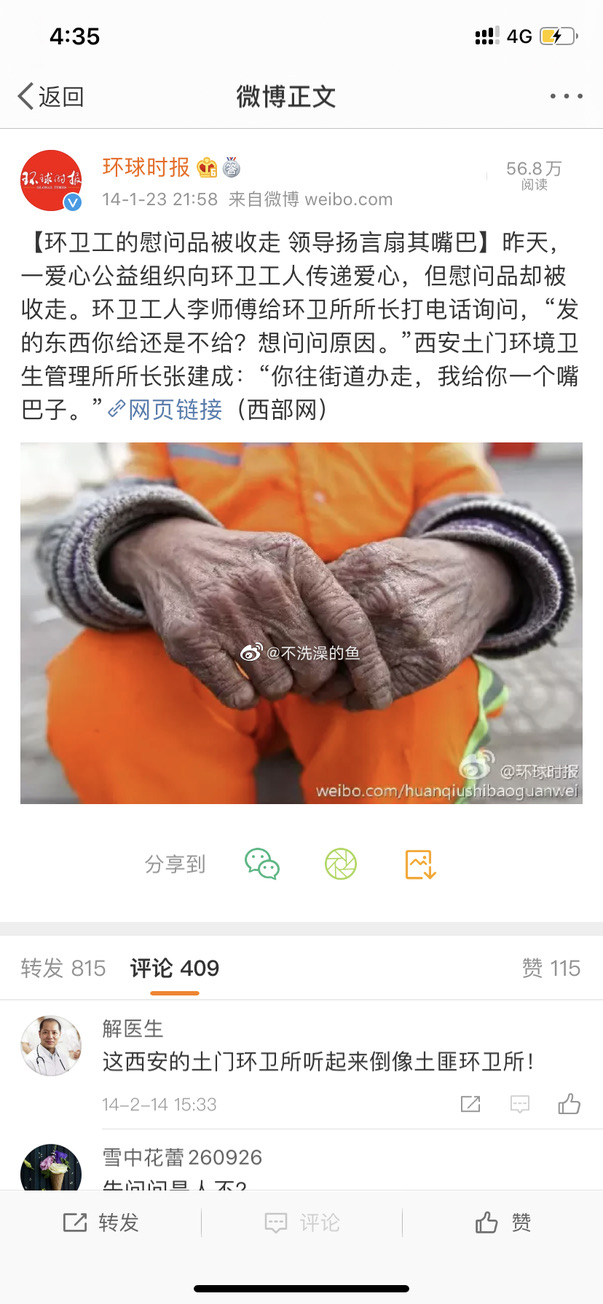 4:35
4G
返回
微博正文
环球时报
环球时报
56.8万
阅读
14-1-23 21:58 来自微博 weibo.com
【环卫工的慰问品被收走 领导扬言扇其嘴巴】昨天，
一爱心公益组织向环卫工人传递爱心，但慰问品却被
收走。环卫工人李师傅给环卫所所长打电话询问，“发
的东西你给还是不给？想问问原因。”西安土门环境卫
生管理所所长张建成：“你往街道办走，我给你一个嘴
巴子。”网页链接（西部网）
@不洗澡的鱼
@环球时报
weibo.com/huanqiushibaoguanwei
分享到
转发 815 评论 409 赞 115
解医生
这西安的土门环卫所听起来倒像土匪环卫所！
14-2-14 15:33
雪中花蕾260926
转发 评论 赞